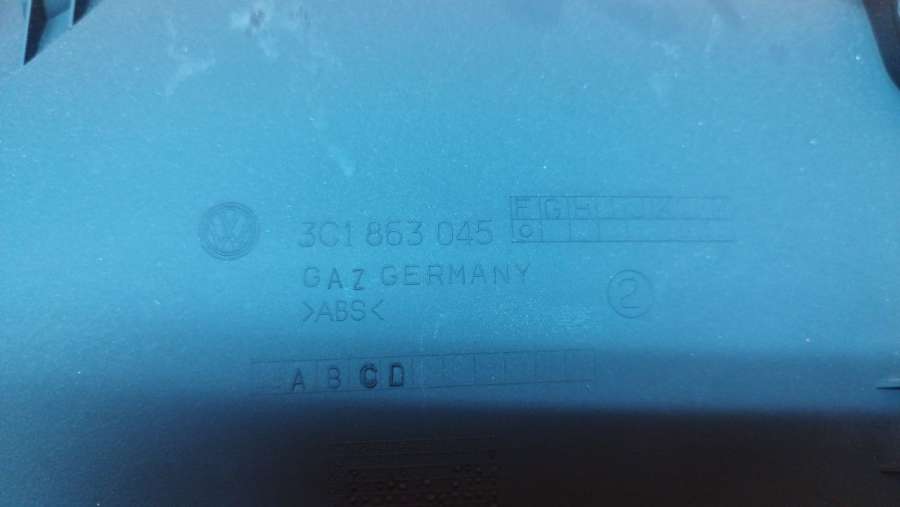 3C1 863 045
F G H
GAZ GERMANY
>ABS<
2
A B C D